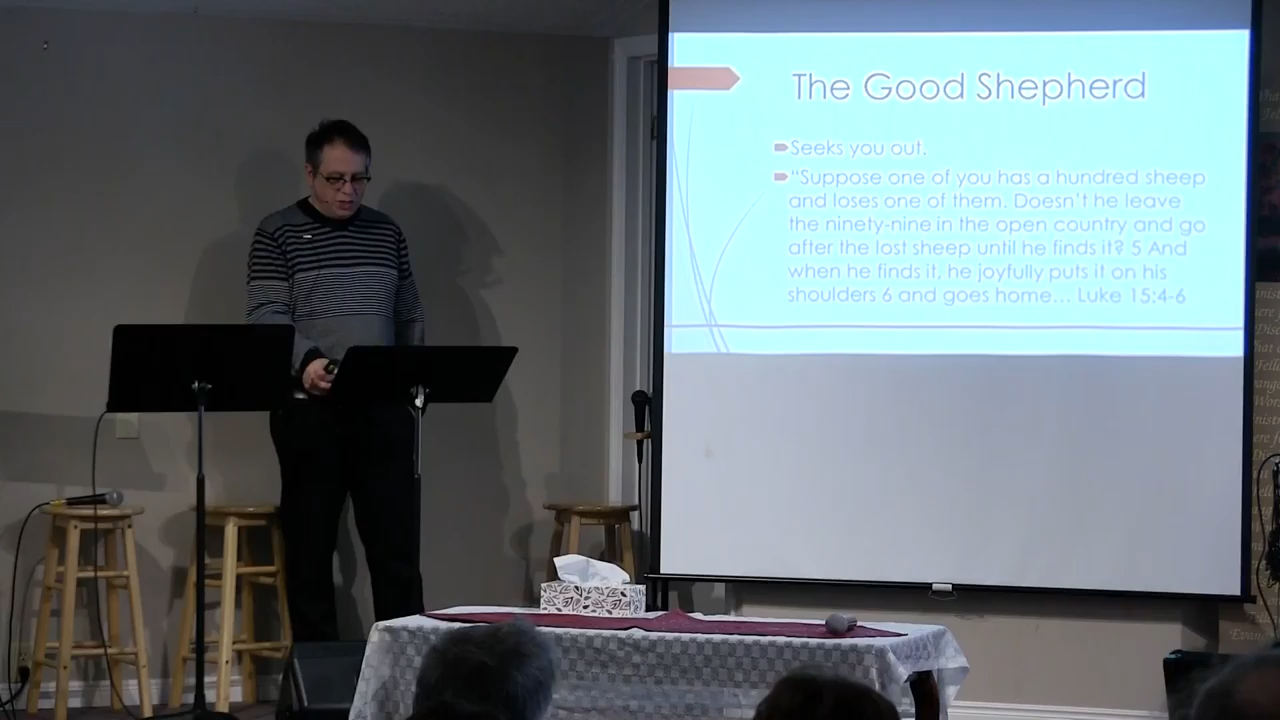 The Good Shepherd
Seeks you out.
"Suppose one of you has a hundred sheep
and loses one of them. Doesn't he leave
the ninety-nine in the open country and go
after the lost sheep until he finds it? 5 And
when he finds it, he joyfully puts it on his
shoulders 6 and goes home... Luke 15:4-6